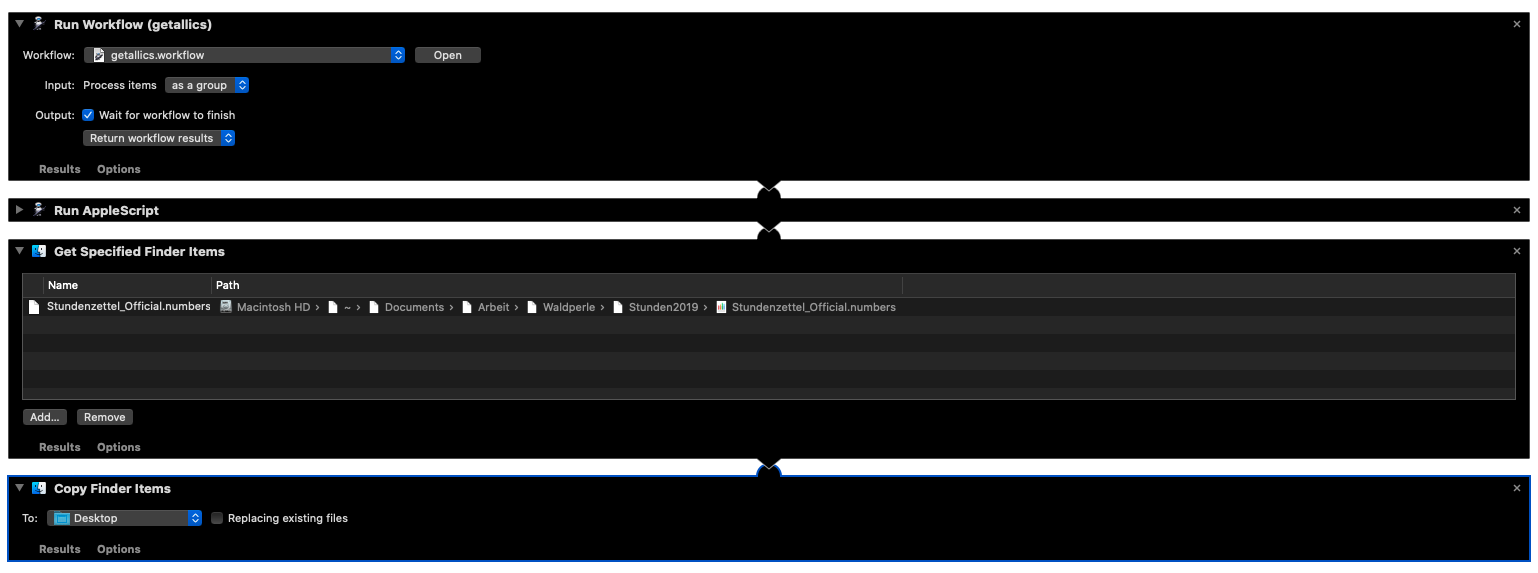 Run Workflow (getallics)
Workflow: getallics.workflow Open
Input: Process items as a group
Output: Wait for workflow to finish
Return workflow results
Results Options
Run AppleScript
Get Specified Finder Items
Name Path
Stundenzettel_Official.numbers Macintosh HD › ~ › Documents › Arbeit › Waldperle › Stunden2019 › Stundenzettel_Official.numbers
Add... Remove
Results Options
Copy Finder Items
To: Desktop Replacing existing files
Results Options